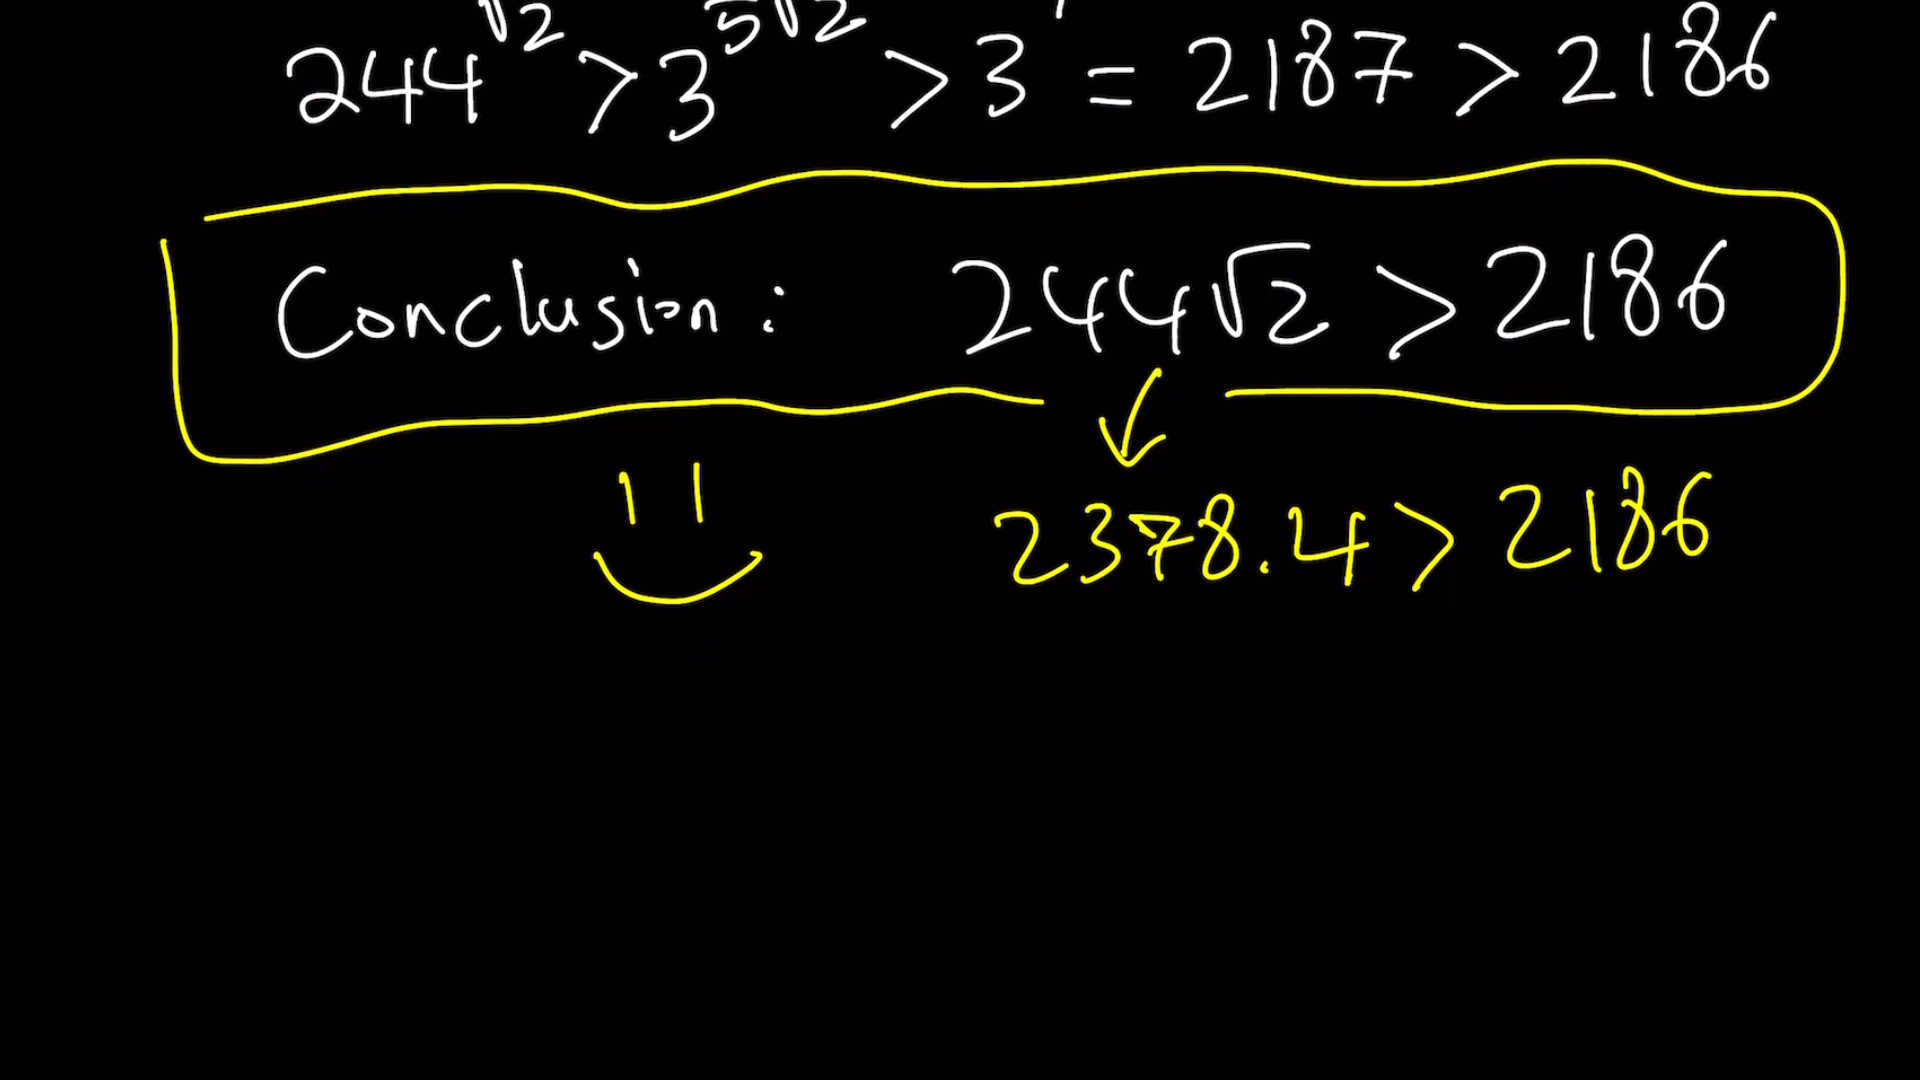 244^√2 > 3^5√2 > 3^7 = 2187 > 2186
Conclusion: 244√2 > 2186
2378.4 > 2186